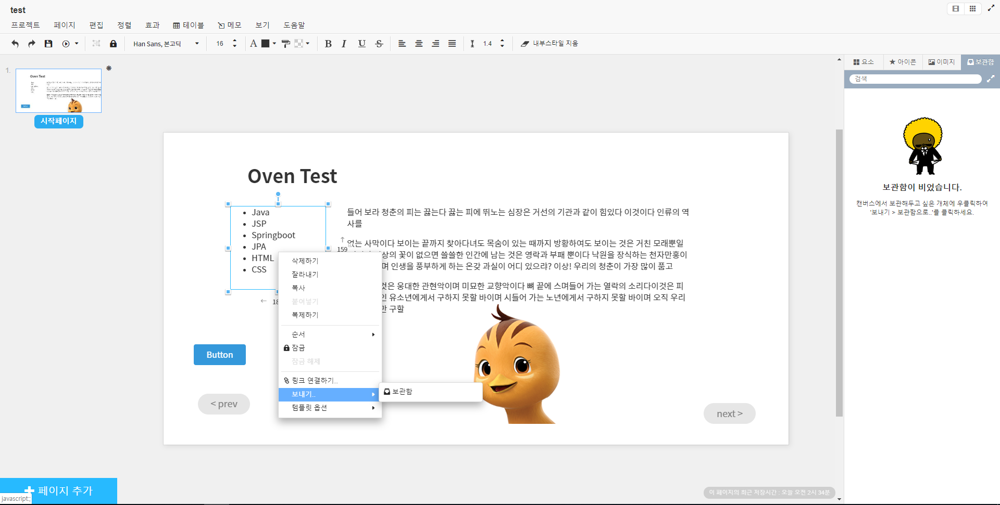 test
프로젝트 페이지 편집 정렬 효과 테이블 메모 보기 도움말
Han Sans, 본고딕 16 A B I U S 1.4 내부스타일 지움
1.
Oven Test
시작페이지
요소 아이콘 이미지 보관함
검색
보관함이 비었습니다.
캔버스에서 보관해두고 싶은 개체에 우클릭하여
'보내기 > 보관함으로..'를 클릭하세요.
Oven Test
Java
JSP
Springboot
JPA
HTML
CSS
159
18
들어 보라 청춘의 피는 끓는다 끓는 피에 뛰노는 심장은 거선의 기관과 같이 힘있다 이것이다 인류의 역
사를
없는 사막이다 보이는 끝까지 찾아다녀도 목숨이 있는 때까지 방황하여도 보이는 것은 거친 모래뿐일
상의 꽃이 없으면 쓸쓸한 인간에 남는 것은 영락과 부패 뿐이다 낙원을 장식하는 천자만홍이
며 인생을 풍부하게 하는 온갖 과실이 어디 있으랴? 이상! 우리의 청춘이 가장 많이 품고
것은 웅대한 관현악이며 미묘한 교향악이다 뼈 끝에 스며들어 가는 열락의 소리다이것은 피
인 유소년에게서 구하지 못할 바이며 시들어 가는 노년에게서 구하지 못할 바이며 오직 우리
만 구할
삭제하기
잘라내기
복사
붙여넣기
복제하기
순서
잠금
잠금 해제
링크 연결하기..
보내기..
템플릿 옵션
보관함
Button
< prev
next >
페이지 추가
javascript:;
이 페이지의 최근 저장시간 : 오늘 오전 2시 34분